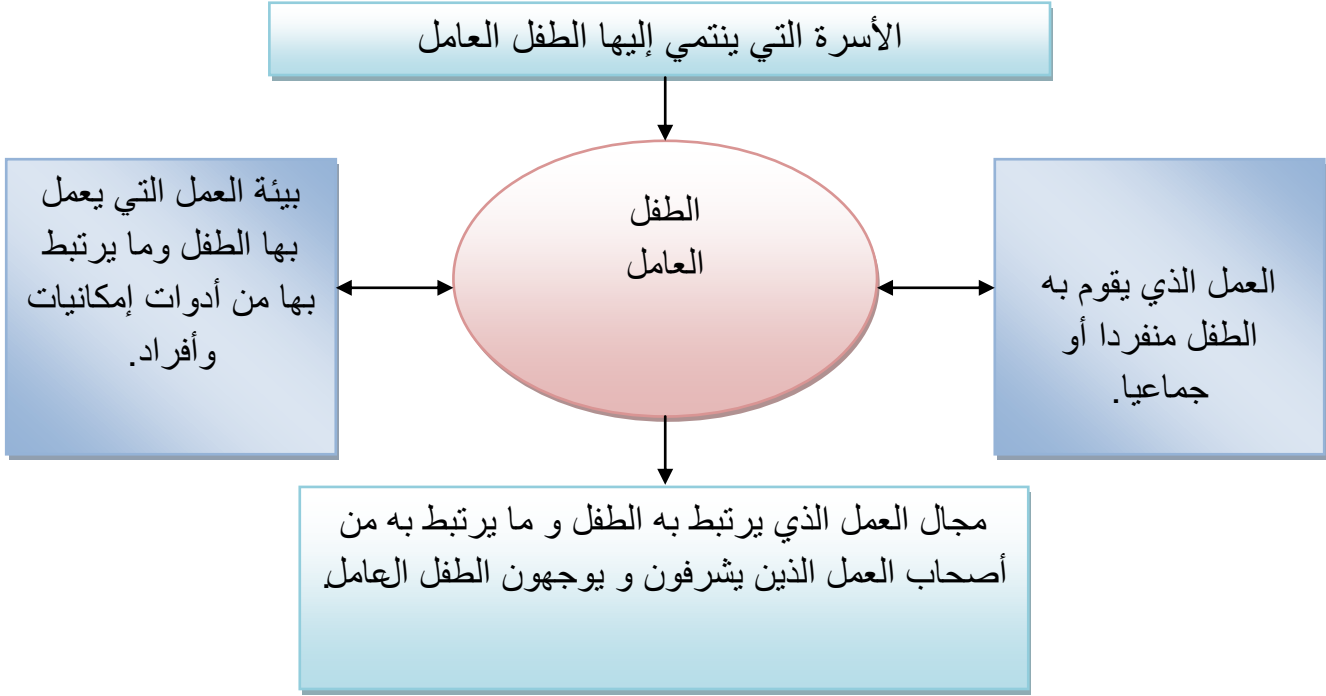 الأسرة التي ينتمي إليها الطفل العامل
الطفل
العامل
العمل الذي يقوم به
الطفل منفردا أو
جماعيا.
بيئة العمل التي يعمل
بها الطفل وما يرتبط
بها من أدوات إمكانيات
وأفراد.
مجال العمل الذي يرتبط به الطفل و ما يرتبط به من
أصحاب العمل الذين يشرفون و يوجهون الطفل العامل.